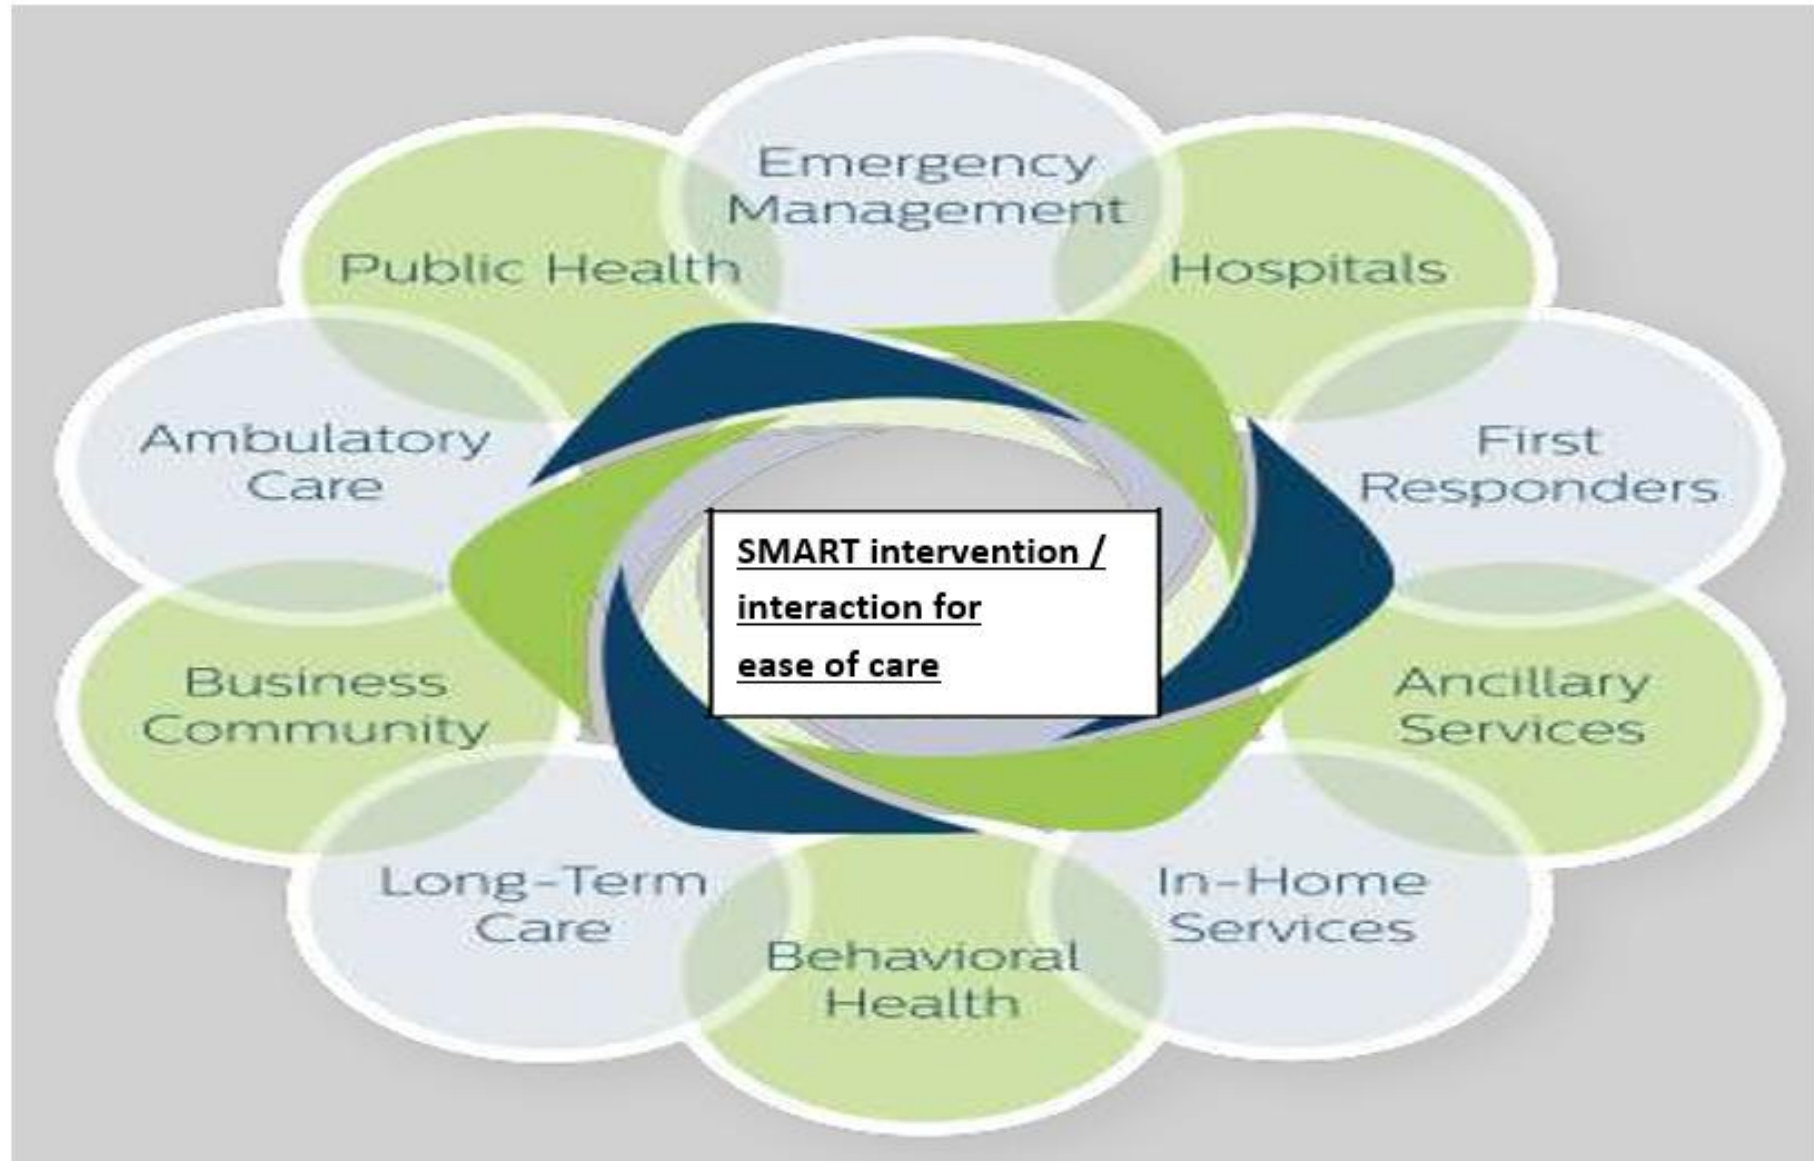 Emergency
Management
Public Health
Hospitals
Ambulatory
Care
First
Responders
SMART intervention /
interaction for
ease of care
Business
Community
Ancillary
Services
Long-Term
Care
In-Home
Services
Behavioral
Health